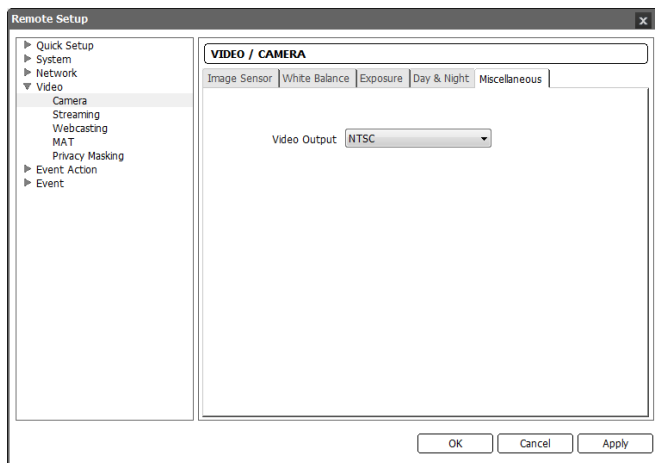 Remote Setup
x
Quick Setup
System
Network
Video
Camera
Streaming
Webcasting
MAT
Privacy Masking
Event Action
Event
VIDEO / CAMERA
Image Sensor White Balance Exposure Day & Night Miscellaneous
Video Output NTSC
OK Cancel Apply